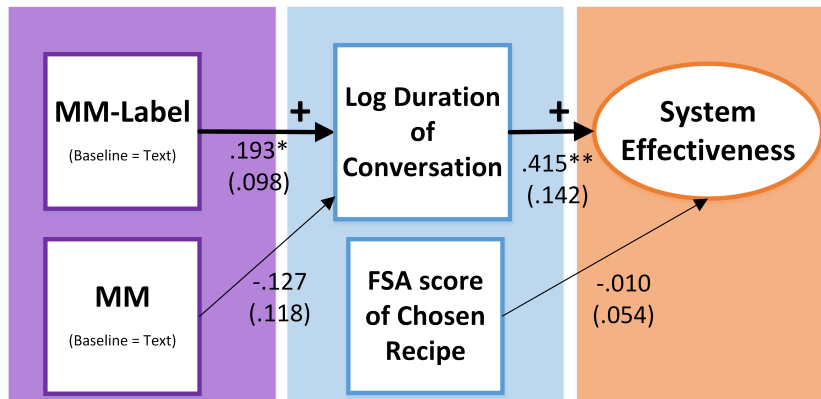 MM-Label
(Baseline = Text)
+
.193*
(.098)
Log Duration
of
Conversation
+
.415**
(.142)
System
Effectiveness
MM
(Baseline = Text)
-.127
(.118)
FSA score
of Chosen
Recipe
-.010
(.054)